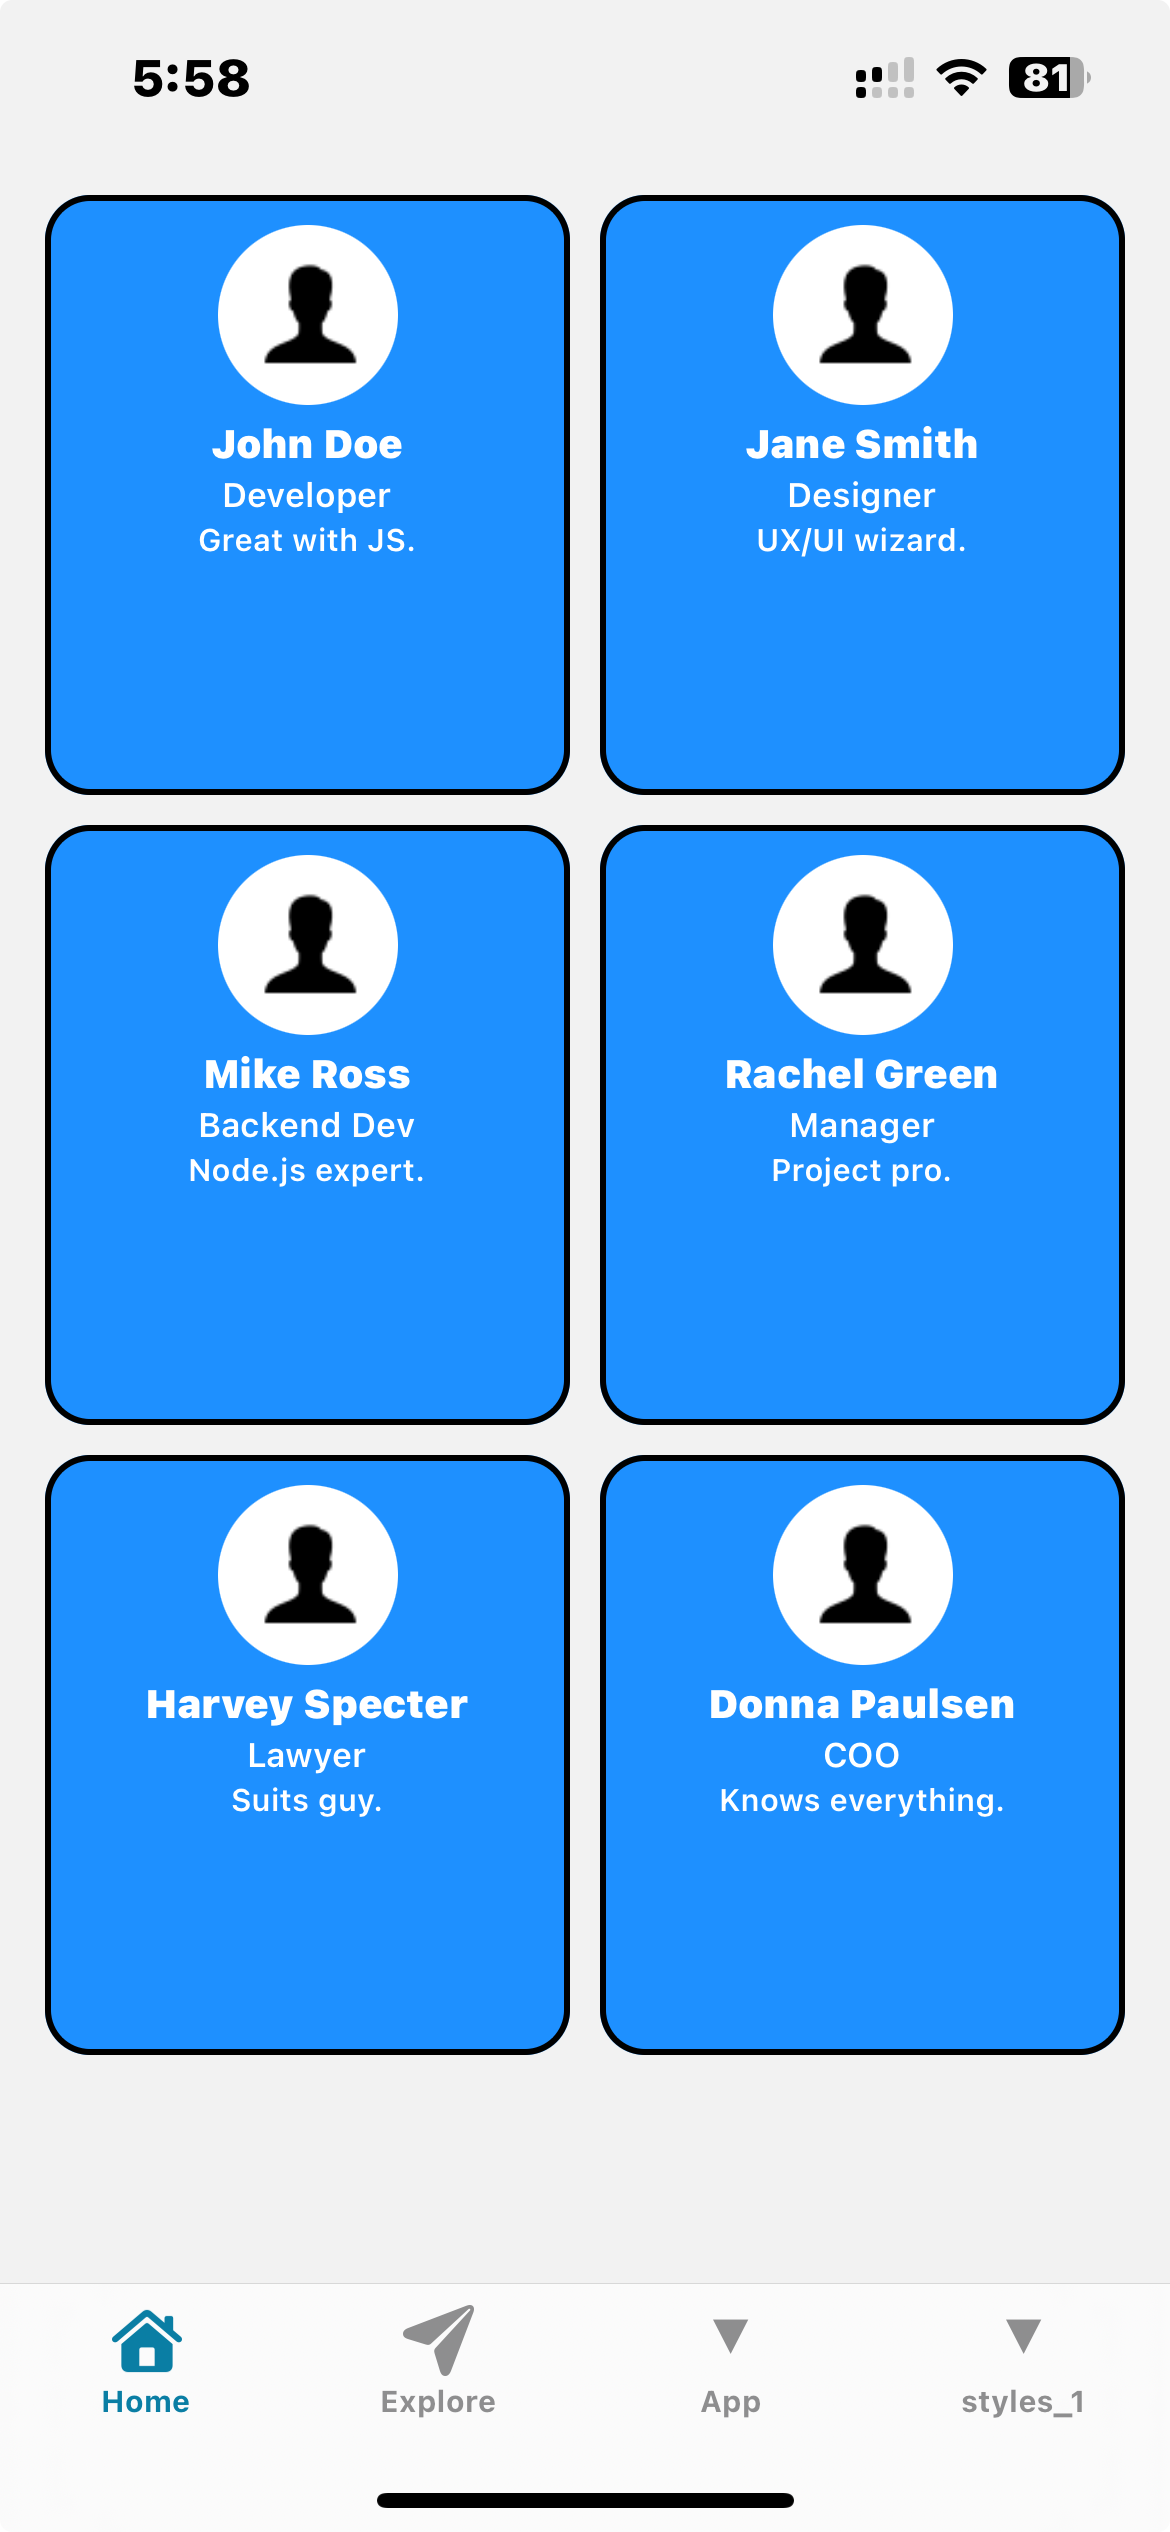 5:58
81
John Doe
Developer
Great with JS.
Jane Smith
Designer
UX/UI wizard.
Mike Ross
Backend Dev
Node.js expert.
Rachel Green
Manager
Project pro.
Harvey Specter
Lawyer
Suits guy.
Donna Paulsen
COO
Knows everything.
Home
Explore
App
styles_1